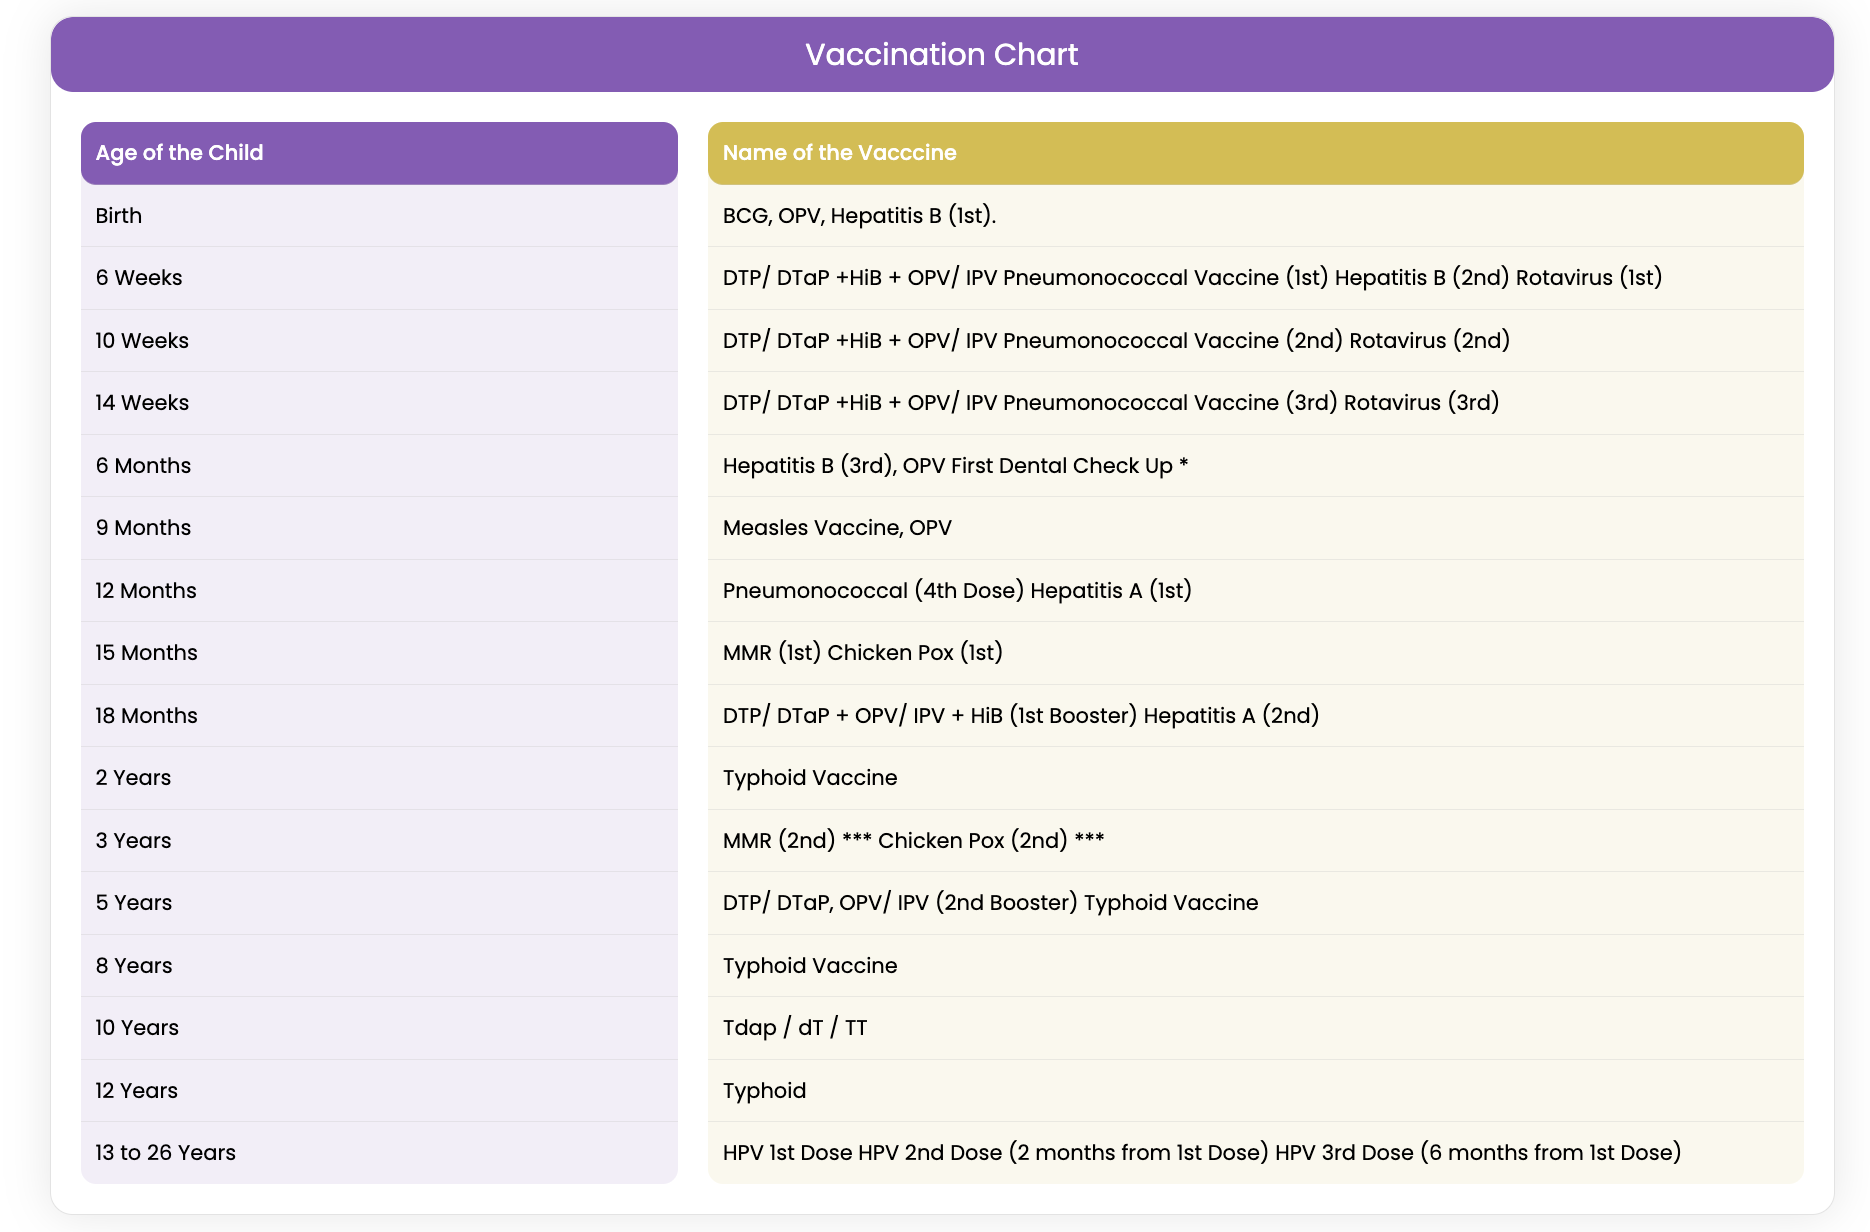 Vaccination Chart
Age of the Child Name of the Vacccine
Birth BCG, OPV, Hepatitis B (1st).
6 Weeks DTP/ DTaP +HiB + OPV/ IPV Pneumonococcal Vaccine (1st) Hepatitis B (2nd) Rotavirus (1st)
10 Weeks DTP/ DTaP +HiB + OPV/ IPV Pneumonococcal Vaccine (2nd) Rotavirus (2nd)
14 Weeks DTP/ DTaP +HiB + OPV/ IPV Pneumonococcal Vaccine (3rd) Rotavirus (3rd)
6 Months Hepatitis B (3rd), OPV First Dental Check Up *
9 Months Measles Vaccine, OPV
12 Months Pneumonococcal (4th Dose) Hepatitis A (1st)
15 Months MMR (1st) Chicken Pox (1st)
18 Months DTP/ DTaP + OPV/ IPV + HiB (1st Booster) Hepatitis A (2nd)
2 Years Typhoid Vaccine
3 Years MMR (2nd) *** Chicken Pox (2nd) ***
5 Years DTP/ DTaP, OPV/ IPV (2nd Booster) Typhoid Vaccine
8 Years Typhoid Vaccine
10 Years Tdap / dT / TT
12 Years Typhoid
13 to 26 Years HPV 1st Dose HPV 2nd Dose (2 months from 1st Dose) HPV 3rd Dose (6 months from 1st Dose)